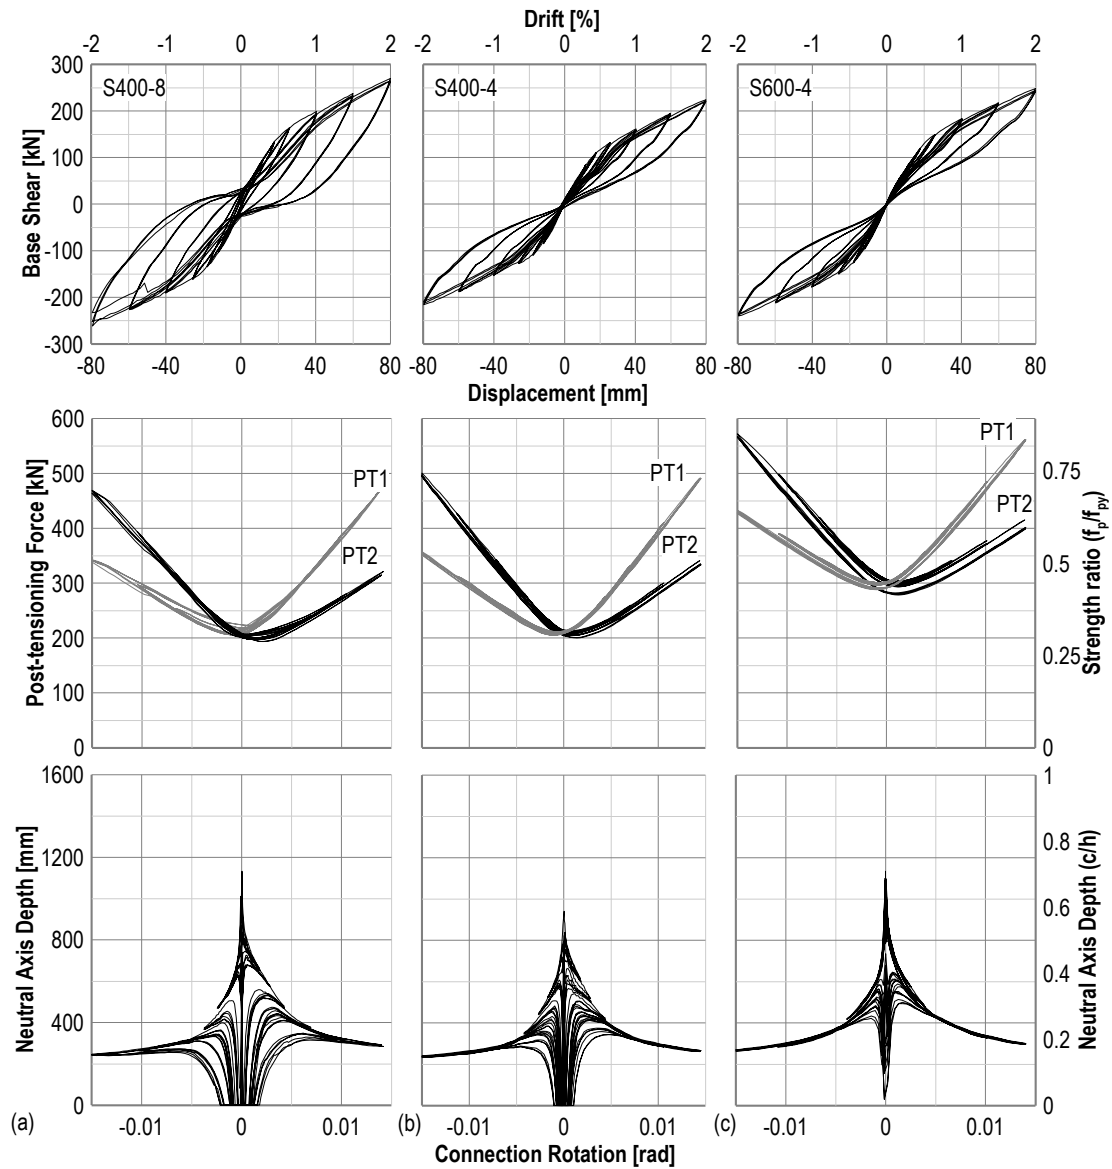 Drift [%]
-2 -1 0 1 2 -2 -1 0 1 2 -2 -1 0 1 2
S400-8 S400-4 S600-4
Base Shear [kN]
300
200
100
0
-100
-200
-300
-80 -40 0 40 80 -80 -40 0 40 80 -80 -40 0 40 80
Displacement [mm]
Post-tensioning Force [kN]
600
500
400
300
200
100
0
PT1
PT2
PT1
PT2
PT1
PT2
0.75
0.5
0.25
0
Strength ratio (fp/fpy)
Neutral Axis Depth [mm]
1600
1200
800
400
0
1
0.8
0.6
0.4
0.2
0
Neutral Axis Depth (c/h)
(a) -0.01 0 0.01 (b) -0.01 0 0.01 (c) -0.01 0 0.01
Connection Rotation [rad]